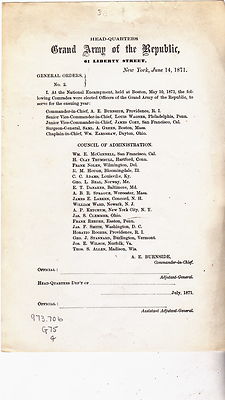 HEAD-QUARTERS
Grand Army of the Republic,
61 LIBERTY STREET,
New York, June 14, 1871.
GENERAL ORDERS,
No. 2.
I. At the National Encampment, held at Boston, May 10, 1871, the
following Comrades were elected Officers of the Grand Army of the Republic, to
serve for the ensuing year:
Commander-in-Chief, A. E. BURNSIDE, Providence, R. I.
Senior Vice-Commander-in-Chief, LOUIS WAGNER, Philadelphia, Penn.
Junior Vice-Commander-in-Chief, JAMES COEY, San Francisco, Cal.
Surgeon-General, SAML A. GREEN, Boston, Mass.
Chaplain-in-Chief, WM. EARNSHAW, Dayton, Ohio.
COUNCIL OF ADMINISTRATION.
WM. R. McCONNELL, San Francisco, Cal.
H. CLAY TRUMBULL, Hartford, Conn.
FRANK NOLEN, Wilmington, Del.
R. M. HOUGH, Bloomingdale, Ill.
C. C. ADAMS, Louisville, Ky.
GEO. L. BEAL, Norway, Me.
E. T. DANAKER, Baltimore, Md.
A. B. R. SPRAGUE, Worcester, Mass.
JAMES E. LARKIN, Concord, N. H.
WILLIAM WARD, Newark, N. J.
A. P. KETCHUM, New York City, N. Y.
JAS. S. CLEMMER, Ohio.
FRANK REEDER, Easton, Penn.
JAS. F. SMITH, Washington, D. C.
HORATIO ROGERS, Providence, R. I.
GEO. J. STANNARD, Burlington, Vermont.
JOS. E. WILSON, Norfolk, Va.
THOS. S. ALLEN, Madison, Wis.
A. E. BURNSIDE,
Commander-in-Chief.
OFFICIAL:
Adjutant-General.
HEAD-QUARTERS DEP'T OF
July, 1871.
OFFICIAL:
Assistant Adjutant-General.
973.706
G75